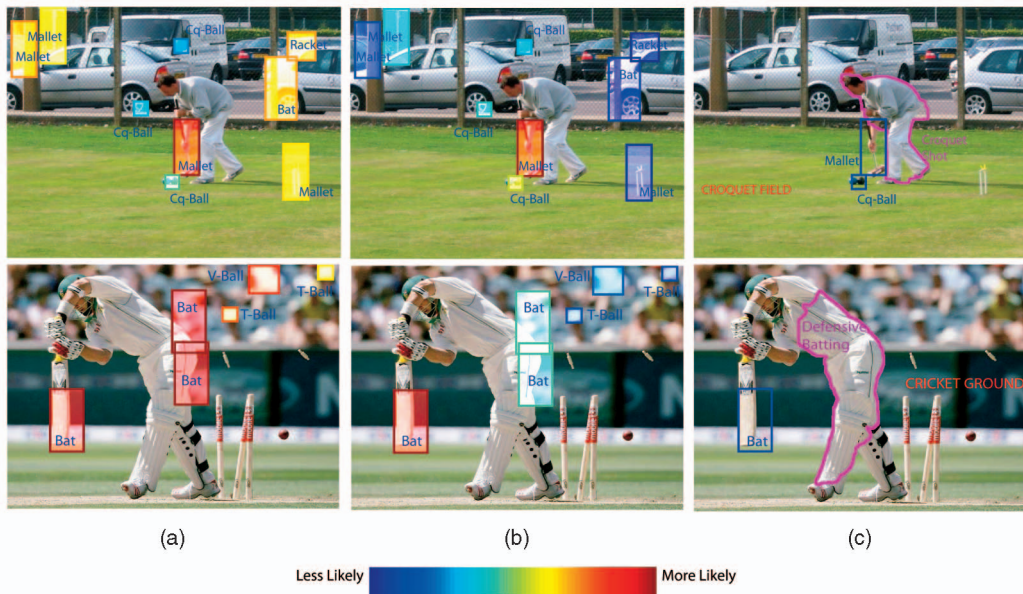 Mallet
Mallet
Cq-Ball
Racket
Bat
Cq-Ball
Mallet
Mallet
Cq-Ball
Mallet
Mallet
Cq-Ball
Racket
Bat
Cq-Ball
Mallet
Mallet
Cq-Ball
Croquet
Shot
Mallet
CROQUET FIELD
Cq-Ball
V-Ball
T-Ball
Bat
T-Ball
Bat
Bat
V-Ball
T-Ball
Bat
T-Ball
Bat
Bat
Defensive
Batting
CRICKET GROUND
Bat
(a)
(b)
(c)
Less Likely
More Likely